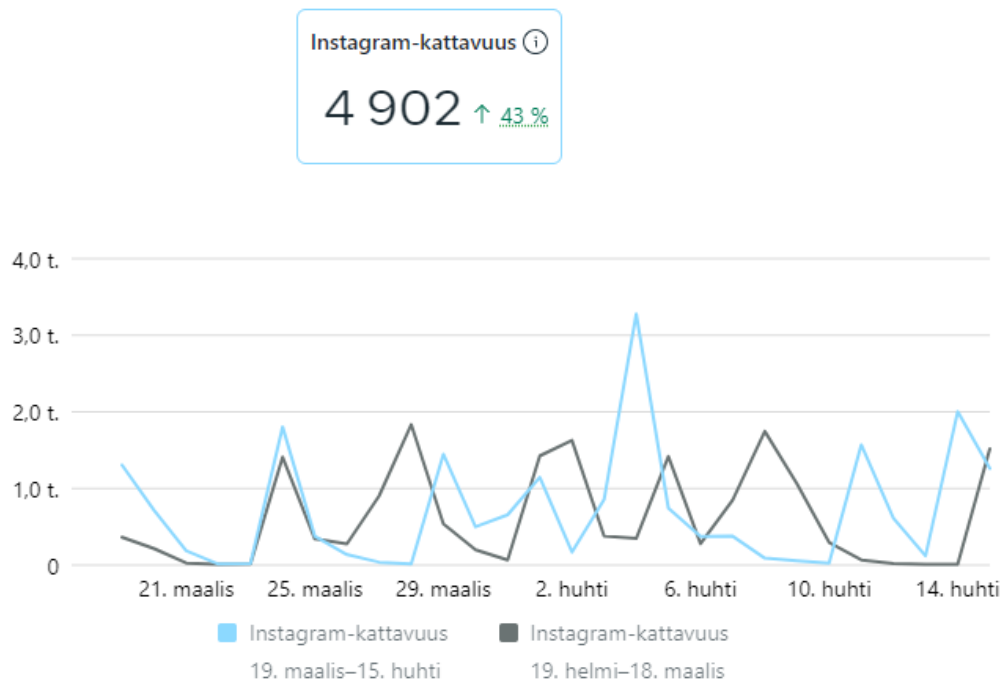 Instagram-kattavuus
4 902 ↑ 43 %
4,0 t.
3,0 t.
2,0 t.
1,0 t.
0
21. maalis 25. maalis 29. maalis 2. huhti 6. huhti 10. huhti 14. huhti
Instagram-kattavuus Instagram-kattavuus
19. maalis–15. huhti 19. helmi–18. maalis